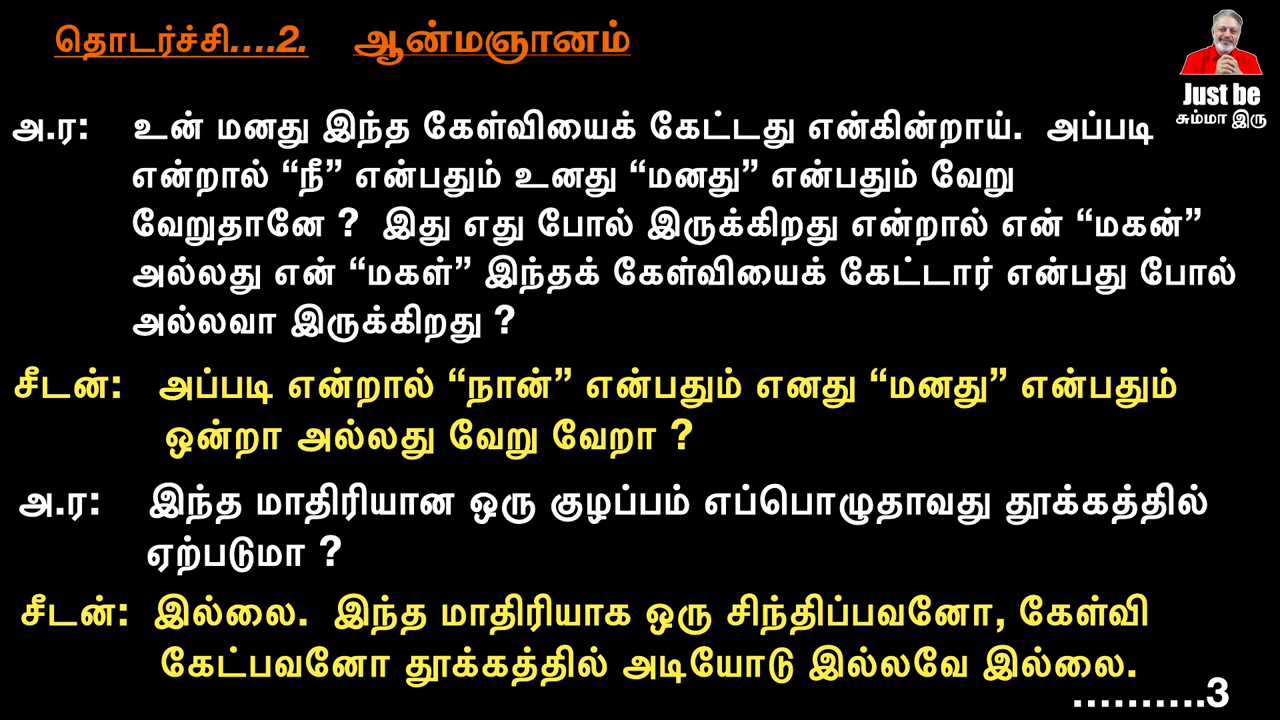 தொடர்ச்சி....2. ஆன்மஞானம்
Just be
சும்மா இரு
அ.ர: உன் மனது இந்த கேள்வியைக் கேட்டது என்கின்றாய். அப்படி
என்றால் “நீ” என்பதும் உனது “மனது” என்பதும் வேறு
வேறுதானே ? இது எது போல் இருக்கிறது என்றால் என் “மகன்”
அல்லது என் “மகள்” இந்தக் கேள்வியைக் கேட்டார் என்பது போல்
அல்லவா இருக்கிறது ?
சீடன்: அப்படி என்றால் “நான்” என்பதும் எனது “மனது” என்பதும்
ஒன்றா அல்லது வேறு வேறா ?
அ.ர: இந்த மாதிரியான ஒரு குழப்பம் எப்பொழுதாவது தூக்கத்தில்
ஏற்படுமா ?
சீடன்: இல்லை. இந்த மாதிரியாக ஒரு சிந்திப்பவனோ, கேள்வி
கேட்பவனோ தூக்கத்தில் அடியோடு இல்லவே இல்லை.
...........3